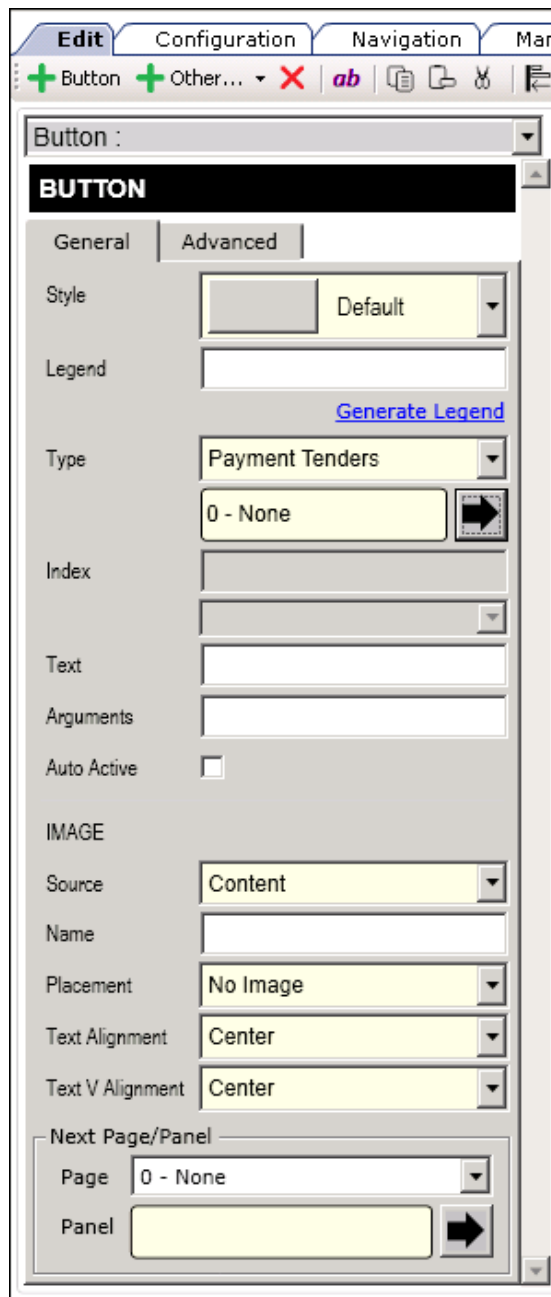 Edit Configuration Navigation Mar
Button Other... ab
Button :
BUTTON
General Advanced
Style Default
Legend
Generate Legend
Type Payment Tenders
0 - None
Index
Text
Arguments
Auto Active
IMAGE
Source Content
Name
Placement No Image
Text Alignment Center
Text V Alignment Center
Next Page/Panel
Page 0 - None
Panel